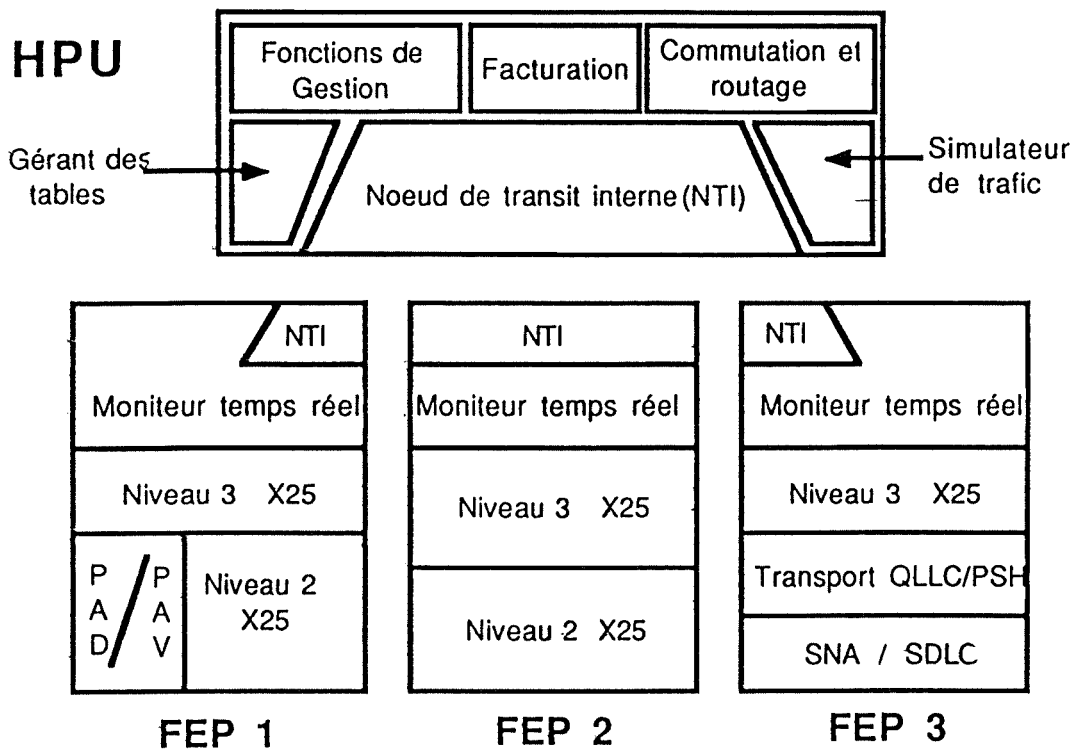 HPU
Fonctions de
Gestion
Facturation
Commutation et
routage
Gérant des
tables
Noeud de transit interne (NTI)
Simulateur
de trafic
NTI
Moniteur temps réel
Niveau 3 X25
PAD/PAV
Niveau 2
X25
FEP 1
NTI
Moniteur temps réel
Niveau 3 X25
Niveau 2 X25
FEP 2
NTI
Moniteur temps réel
Niveau 3 X25
Transport QLLC/PSH
SNA / SDLC
FEP 3